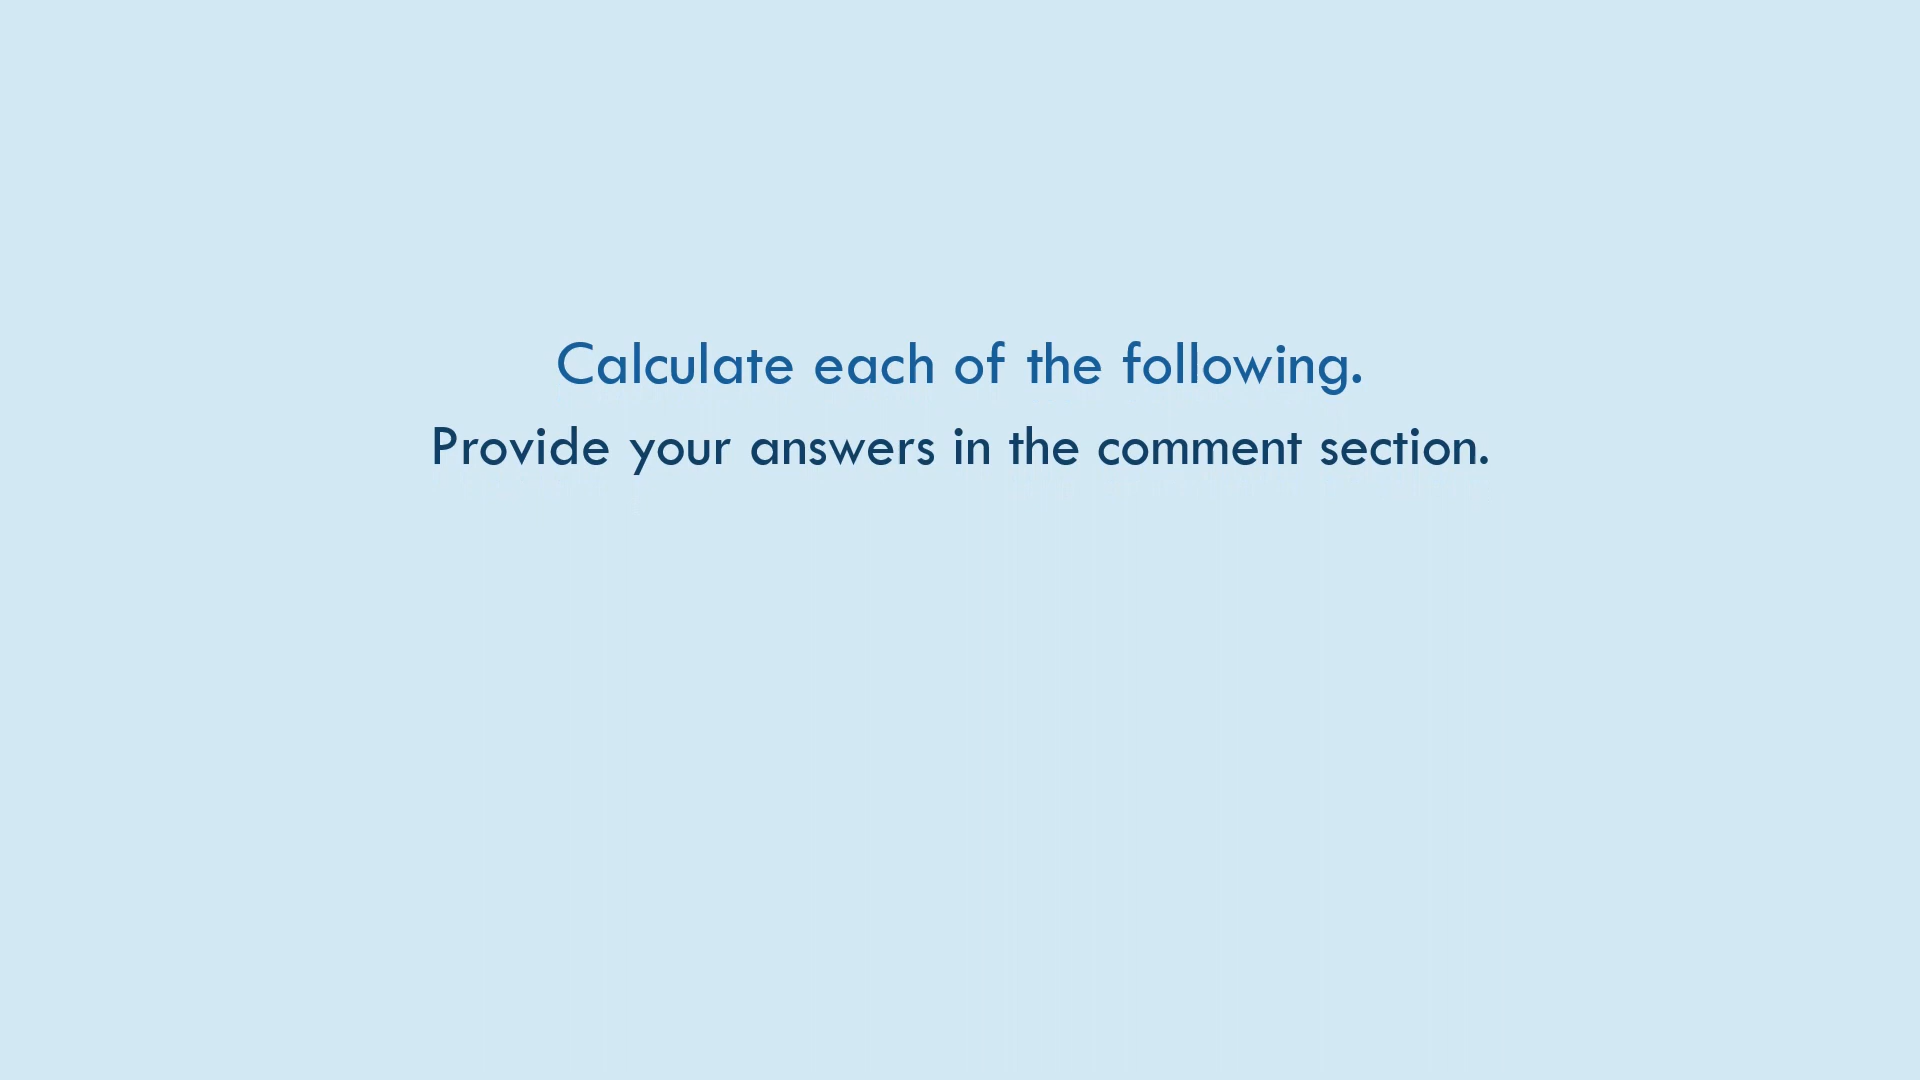 Calculate each of the following.
Provide your answers in the comment section.